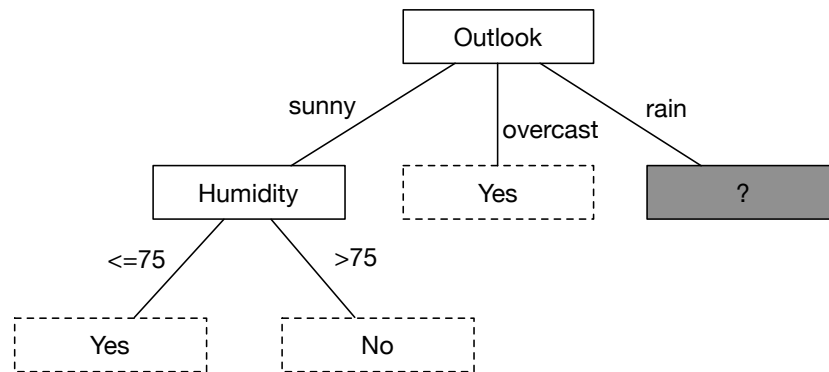 Outlook
sunny
overcast
rain
Humidity
Yes
?
<=75
>75
Yes
No